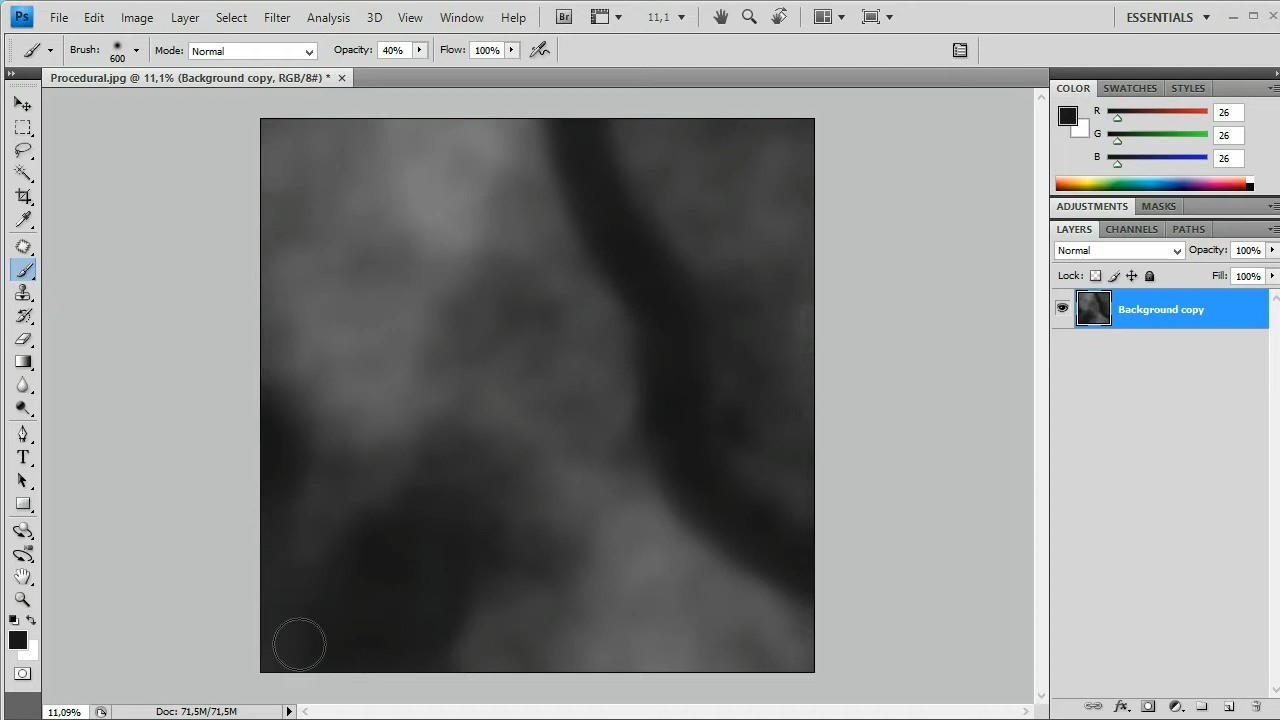 Ps File Edit Image Layer Select Filter Analysis 3D View Window Help Br 11,1 ESSENTIALS
Brush: 600 Mode: Normal Opacity: 40% Flow: 100%
Procedural.jpg @ 11,1% (Background copy, RGB/8#) *
COLOR SWATCHES STYLES
R 26
G 26
B 26
ADJUSTMENTS MASKS
LAYERS CHANNELS PATHS
Normal Opacity: 100%
Lock: Fill: 100%
Background copy
T
11,09% Doc: 71,5M/71,5M
fx